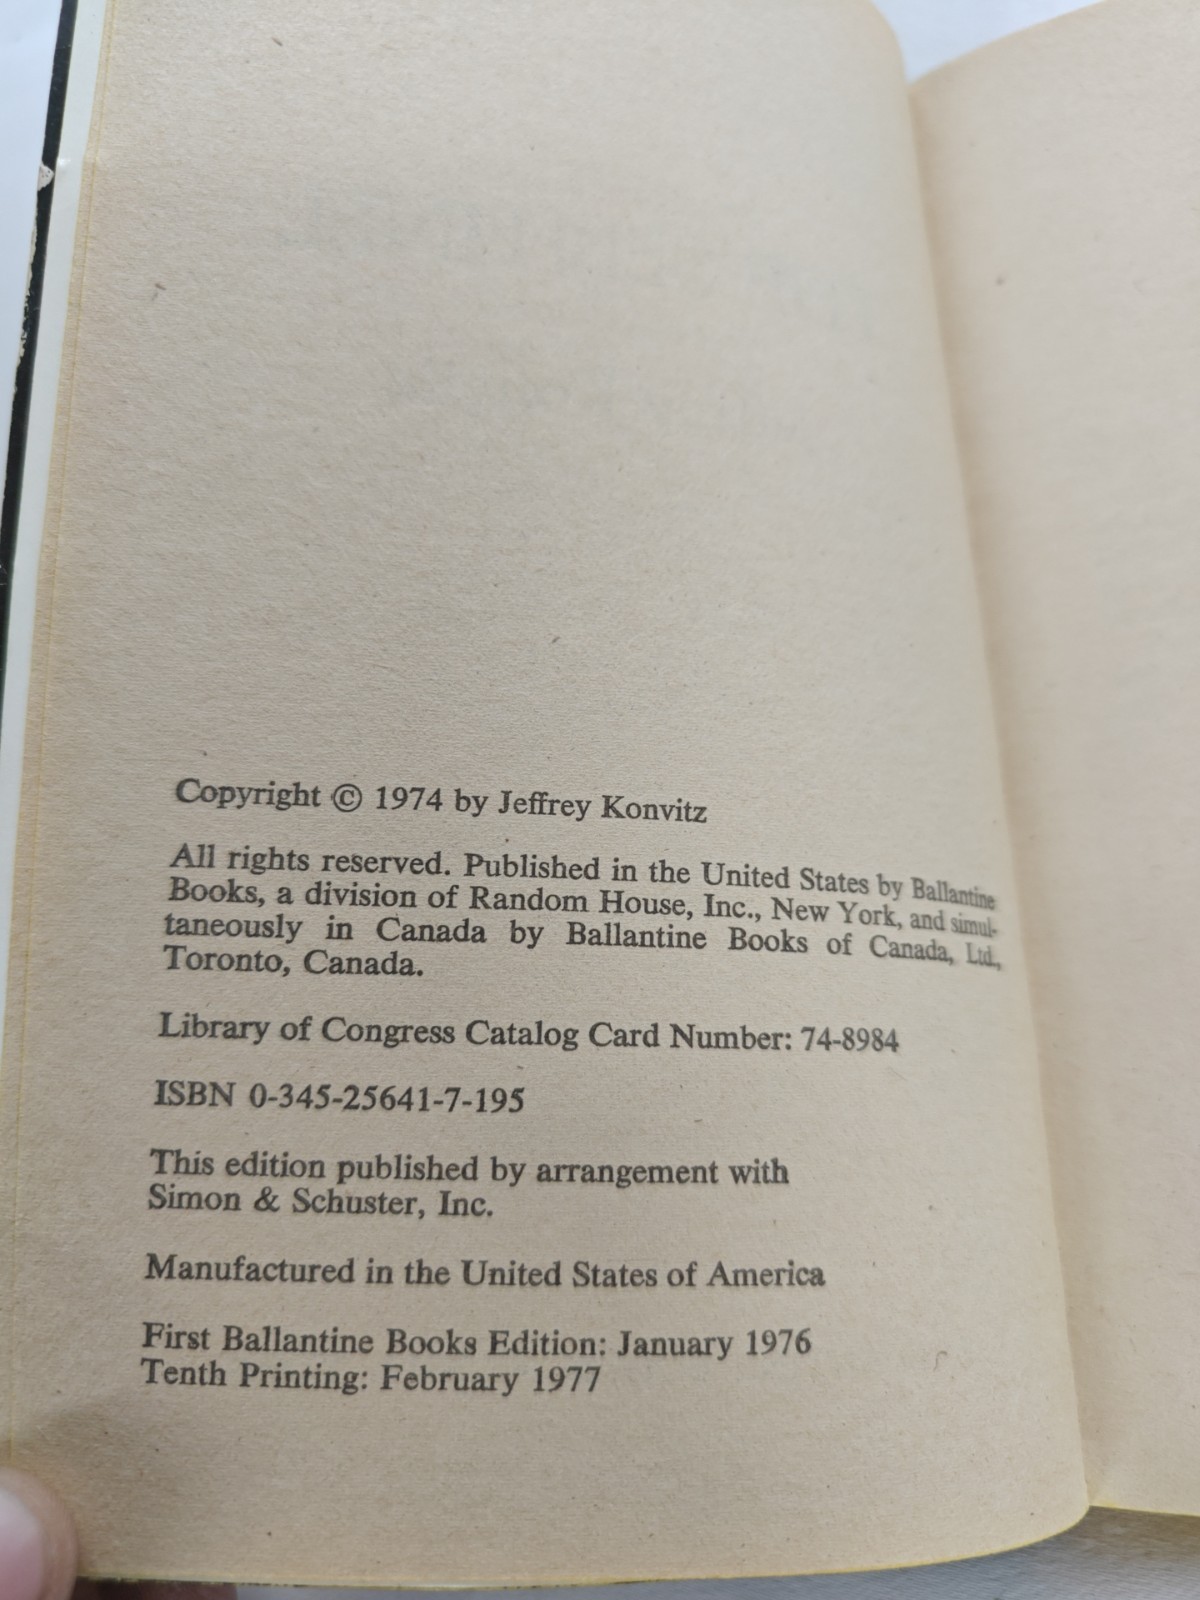 Copyright © 1974 by Jeffrey Konvitz
All rights reserved. Published in the United States by Ballantine
Books, a division of Random House, Inc., New York, and simul-
taneously in Canada by Ballantine Books of Canada, Ltd.,
Toronto, Canada.
Library of Congress Catalog Card Number: 74-8984
ISBN 0-345-25641-7-195
This edition published by arrangement with
Simon & Schuster, Inc.
Manufactured in the United States of America
First Ballantine Books Edition: January 1976
Tenth Printing: February 1977